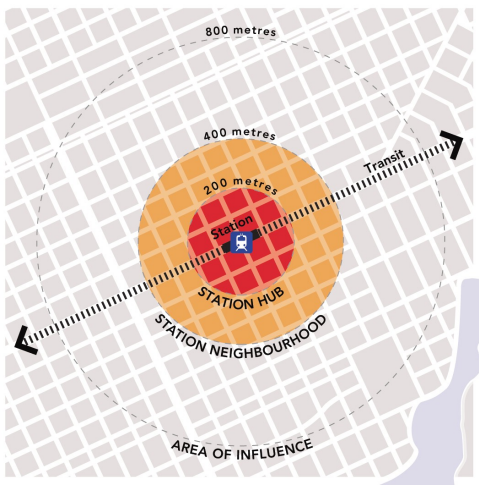 800 metres
400 metres
Transit
200 metres
Station
STATION HUB
STATION NEIGHBOURHOOD
AREA OF INFLUENCE